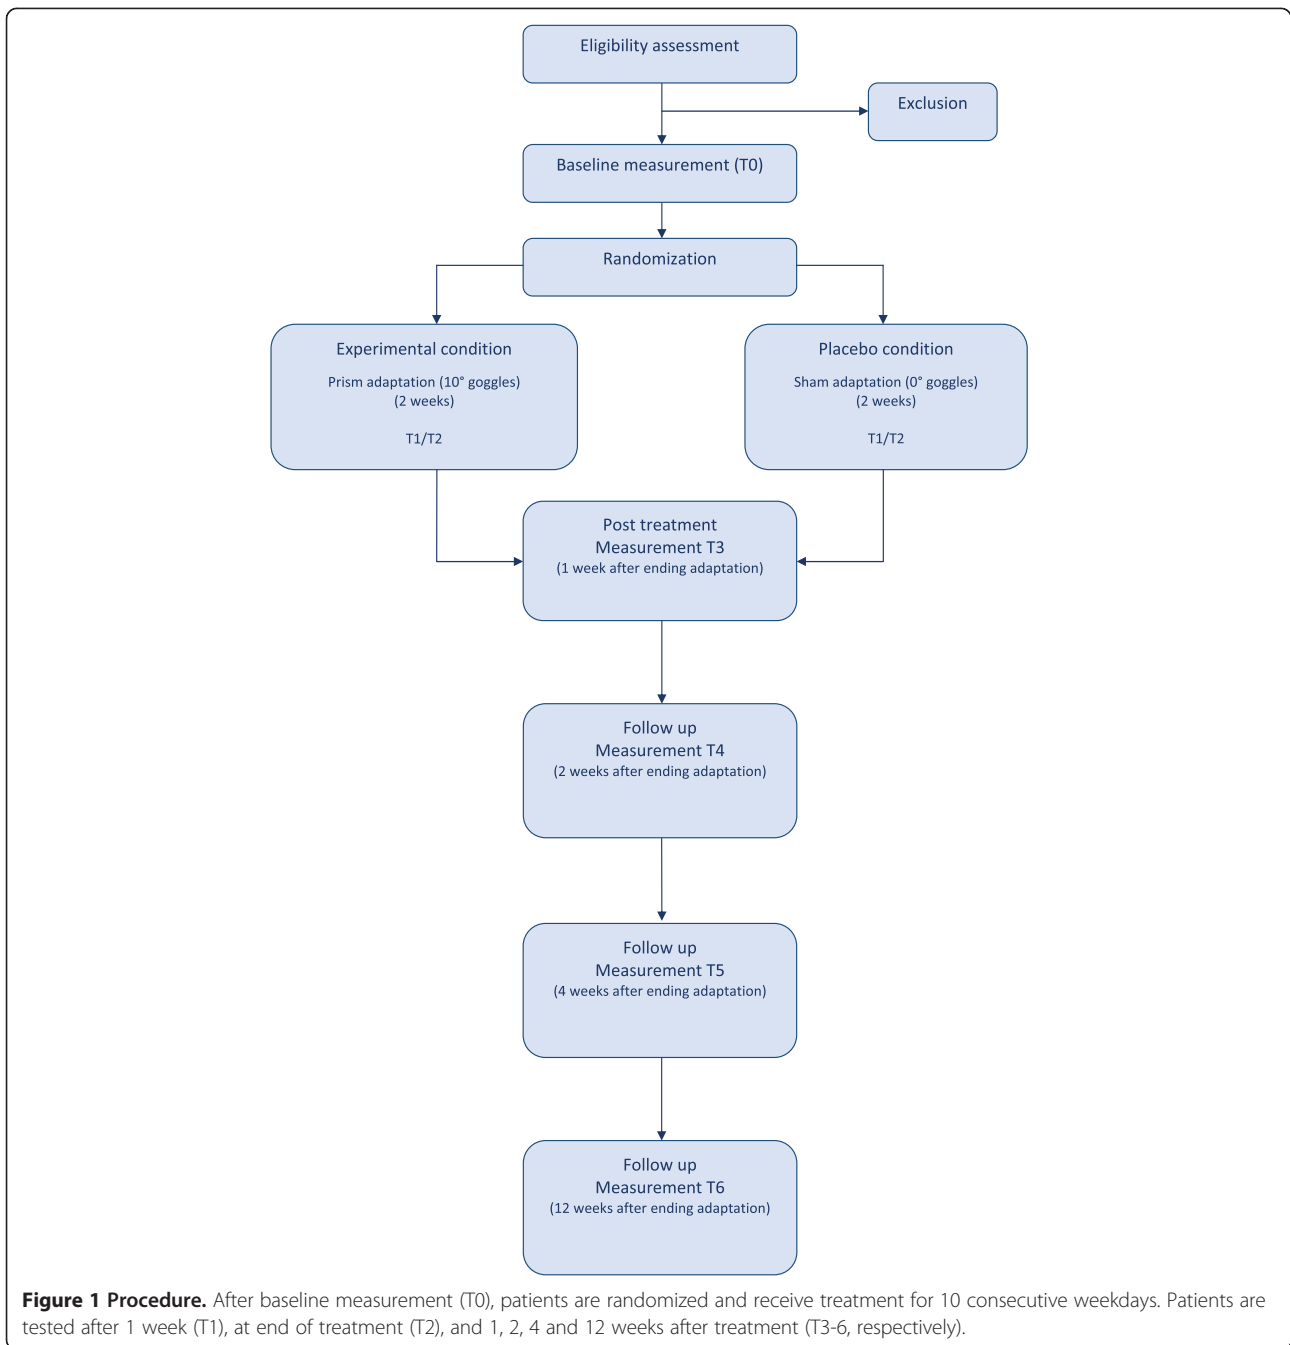 Eligibility assessment
Exclusion
Baseline measurement (T0)
Randomization
Experimental condition
Prism adaptation (10° goggles)
(2 weeks)
T1/T2
Placebo condition
Sham adaptation (0° goggles)
(2 weeks)
T1/T2
Post treatment
Measurement T3
(1 week after ending adaptation)
Follow up
Measurement T4
(2 weeks after ending adaptation)
Follow up
Measurement T5
(4 weeks after ending adaptation)
Follow up
Measurement T6
(12 weeks after ending adaptation)
Figure 1 Procedure. After baseline measurement (T0), patients are randomized and receive treatment for 10 consecutive weekdays. Patients are
tested after 1 week (T1), at end of treatment (T2), and 1, 2, 4 and 12 weeks after treatment (T3-6, respectively).